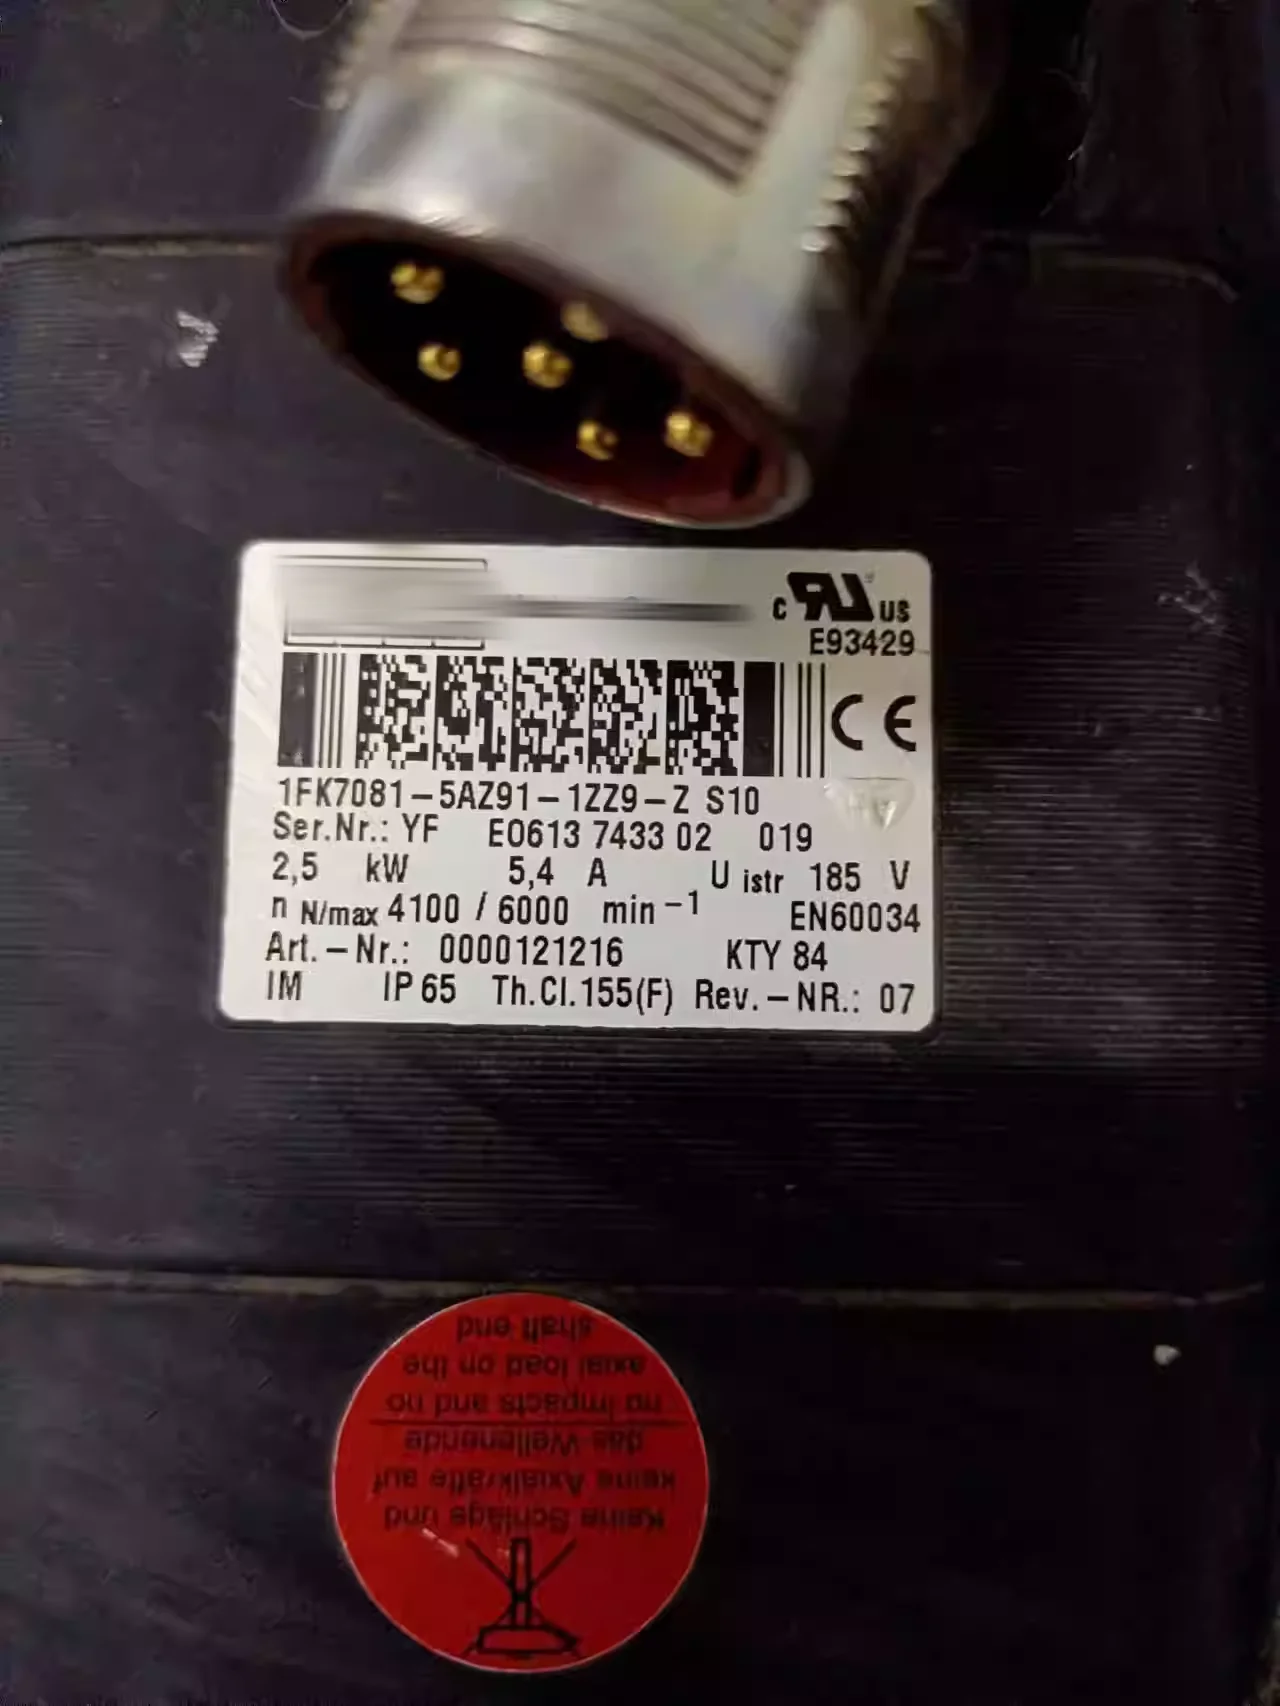 c RU ® US
E93429
CE
1FK7081-5AZ91-1ZZ9-Z S10
Ser.Nr.: YF E0613 7433 02 019
2,5 kW 5,4 A U istr 185 V
n N/max 4100 / 6000 min-1 EN60034
Art.-Nr.: 0000121216 KTY 84
IM IP 65 Th.Cl.155(F) Rev.-NR.: 07
Keine Schläge und
keine Axialkräfte auf
das Wellenende
no impacts and no
axial load on the
shaft end